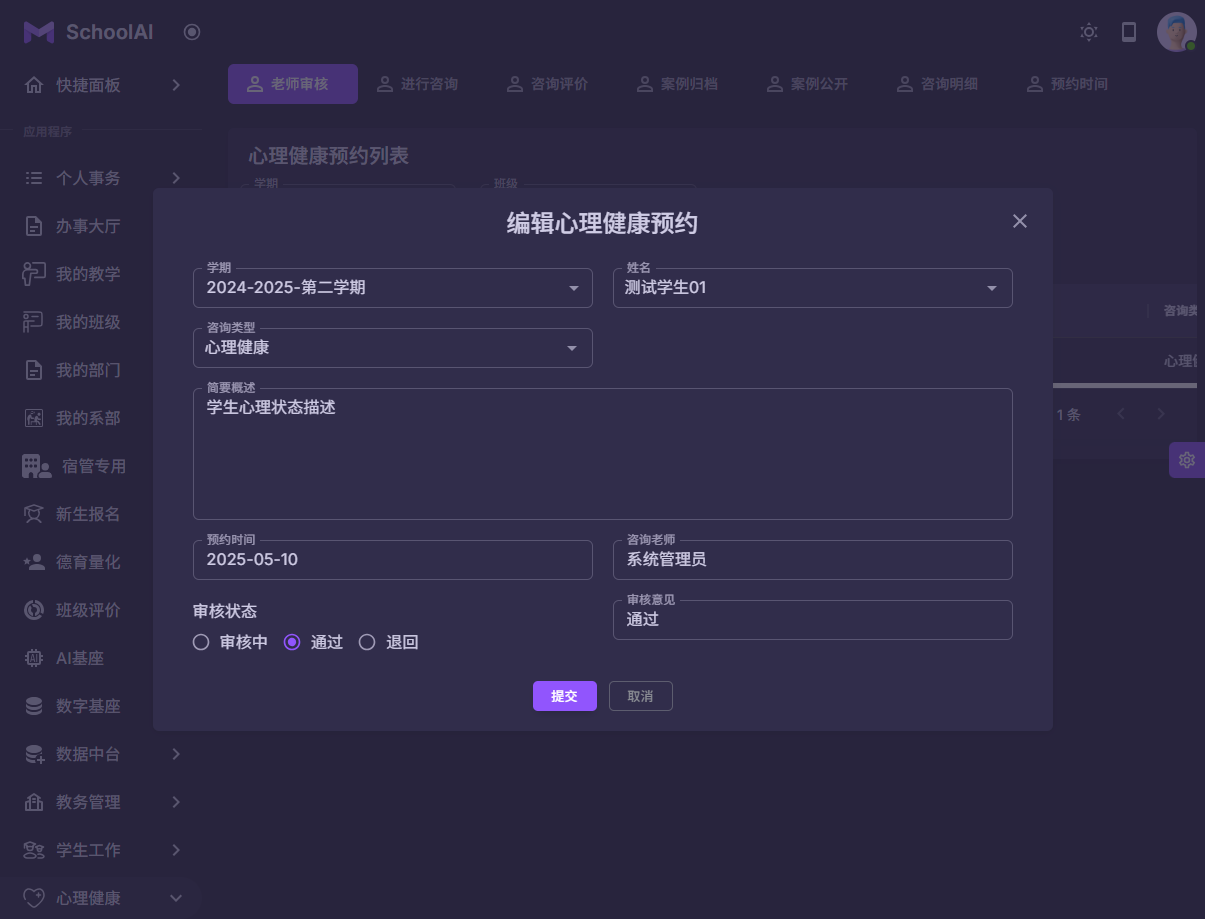 SchoolAI
快捷面板
老师审核
进行咨询
咨询评价
案例归档
案例公开
咨询明细
预约时间
应用程序
心理健康预约列表
学期
班级
个人事务
办事大厅
我的教学
我的班级
我的部门
我的系部
宿管专用
新生报名
德育量化
班级评价
AI基座
数字基座
数据中台
教务管理
学生工作
心理健康
编辑心理健康预约
学期
2024-2025-第二学期
姓名
测试学生01
咨询类型
心理健康
简要概述
学生心理状态描述
预约时间
2025-05-10
咨询老师
系统管理员
审核状态
审核中
通过
退回
审核意见
通过
提交
取消
咨询类
心理
1 条